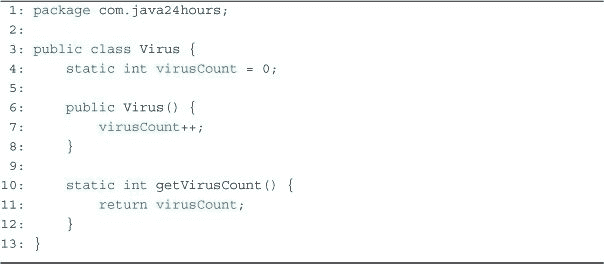 1: package com.java24hours;
2:
3: public class Virus {
4:     static int virusCount = 0;
5:
6:     public Virus() {
7:         virusCount++;
8:     }
9:
10:     static int getVirusCount() {
11:         return virusCount;
12:     }
13: }